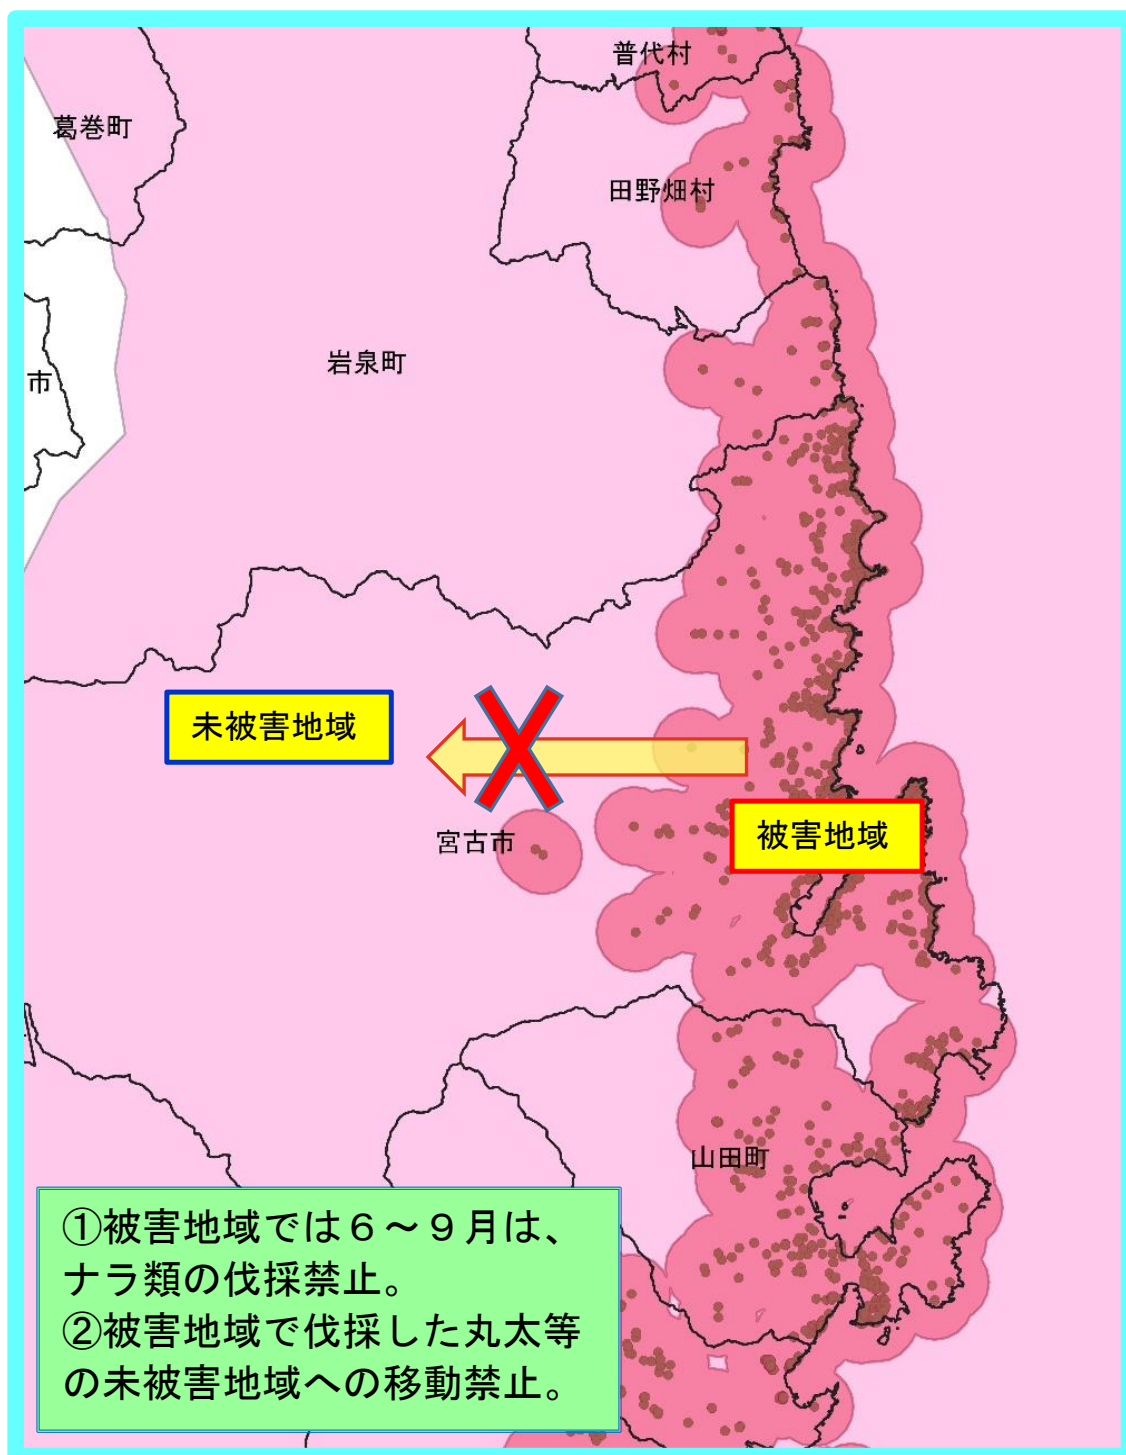 普代村
葛巻町
田野畑村
岩泉町
市
未被害地域
被害地域
宮古市
山田町
①被害地域では６～９月は、
ナラ類の伐採禁止。
②被害地域で伐採した丸太等
の未被害地域への移動禁止。